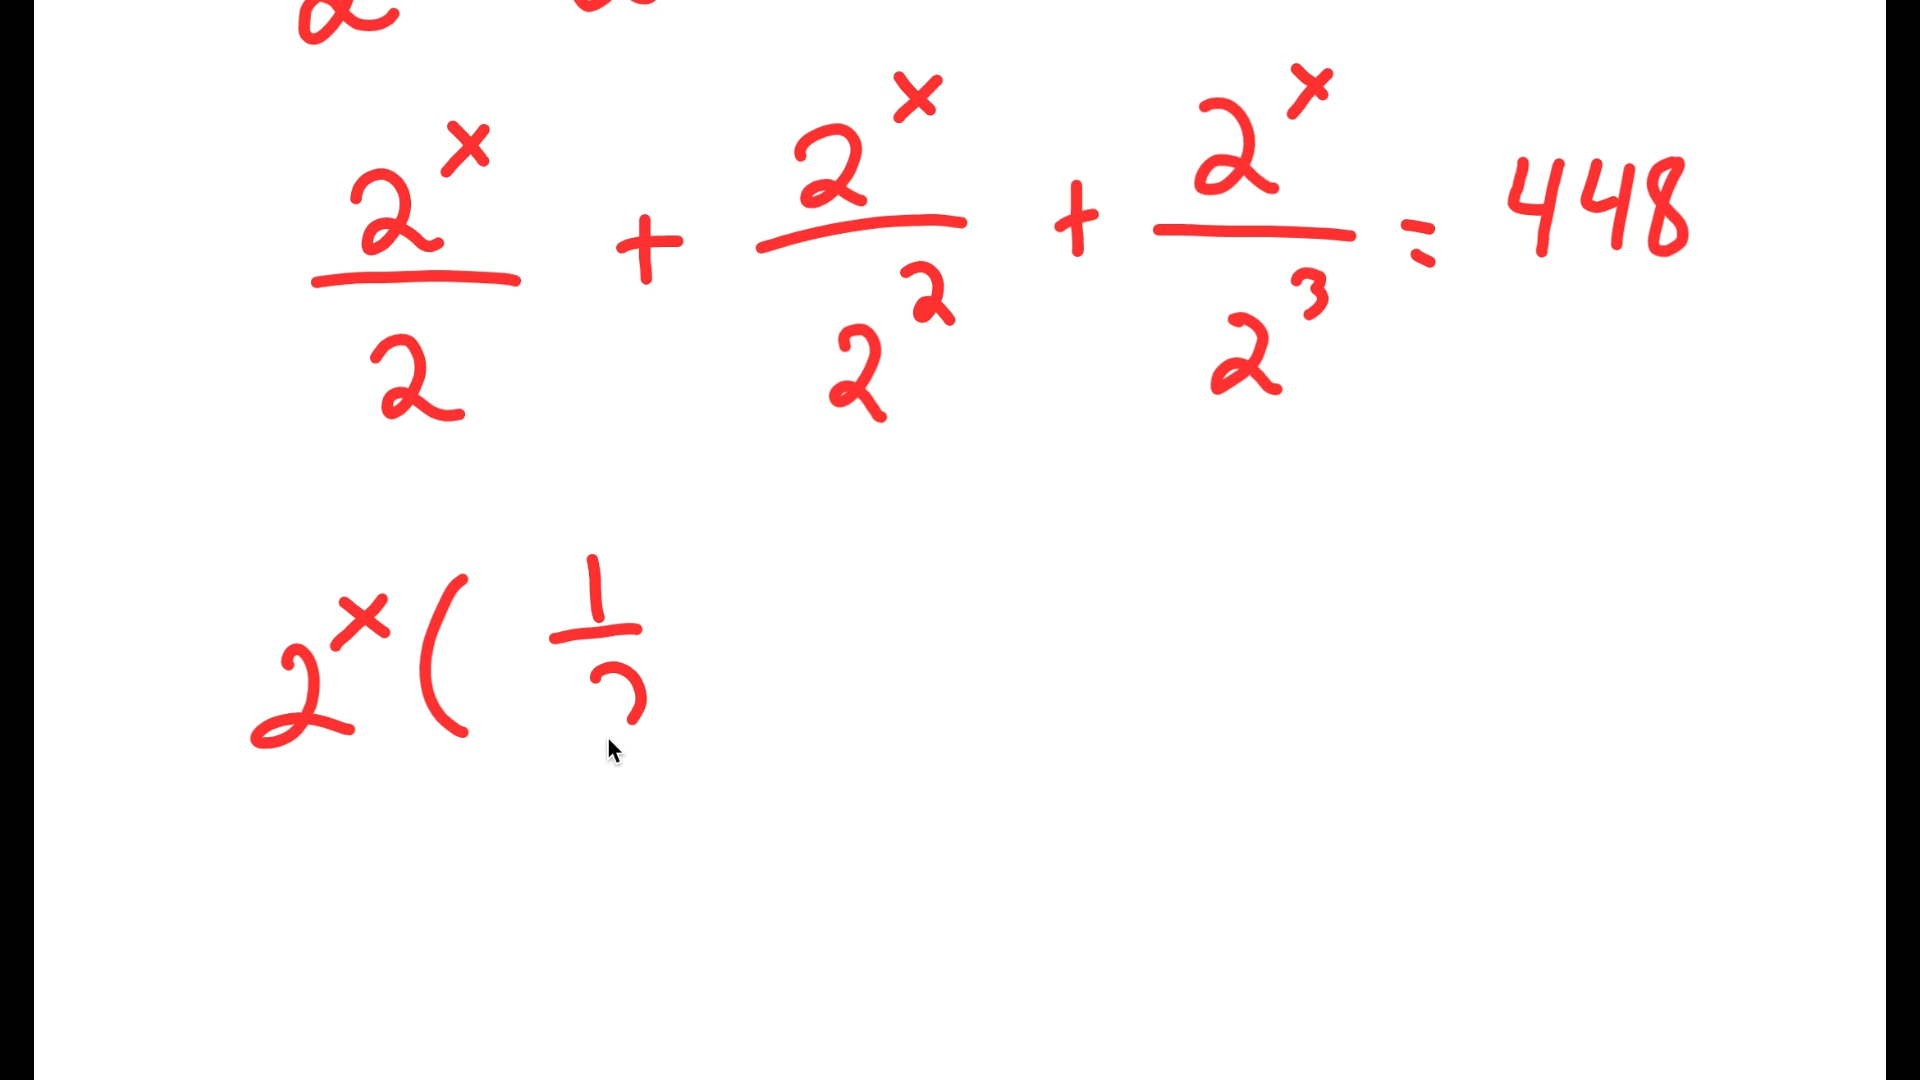 2^x/2 + 2^x/2^2 + 2^x/2^3 = 448
2^x ( 1/2